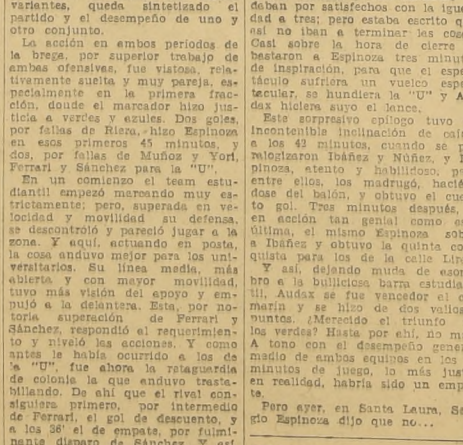 variantes, queda sintetizado el
partido y el desempeño de uno y
otro conjunto.
La acción en ambos períodos de
la brega, por superior trabajo de
ambas ofensivas, fue vistosa, rela-
tivamente suelta y muy pareja, es-
pecialmente en la primera frac-
ción, donde el marcador hizo jus-
ticia a verdes y azules. Dos goles,
por fallas de Riera, hizo Espinoza
en esos primeros 45 minutos, y
dos, por fallas de Muñoz y Yori,
Ferrari y Sánchez para la "U".
En un comienzo el team estu-
diantil empezó marcando muy es-
trictamente; pero, superada en ve-
locidad y movilidad su defensa,
se descontroló y pareció jugar a la
zona. Y aquí, actuando en posta,
la cosa anduvo mejor para los uni-
versitarios. Su línea media, más
abierta y con mayor movilidad,
tuvo más visión del apoyo y em-
pujó a la delantera. Esta, por no-
toria superación de Ferrari y
Sánchez, respondió el requerimien-
to y niveló las acciones. Y como
antes le había ocurrido a los de
la "U", fue ahora la retaguardia
de colonia la que anduvo trasta-
billando. De ahí que el rival con-
siguiera primero, por intermedio
de Ferrari, el gol de descuento, y
a los 36' el de empate, por fulmi-
nante disparo de Sánchez. Y así
daban por satisfechos con la igua
dad a tres; pero estaba escrito q
así no iban a terminar las cosa
Casi sobre la hora de cierre
bastaron a Espinoza tres minut
de inspiración, para que el espe
táculo sufriera un vuelco espe
tacular, se hundiera la "U" y A
dax hiciera suyo el lance.
Este sorpresivo epílogo tuvo
incontenible inclinación de caíd
a los 42 minutos, cuando se p
ralogizaron Ibáñez y Núñez, y E
pinoza, atento y habilidoso, p
entre ellos, los madrugó, hacié
dose del balón, y obtuvo el cua
to gol. Tres minutos después,
en acción tan genial como es
última, el mismo Espinoza sob
a Ibáñez y obtuvo la quinta co
quista para los de la calle Lir
Y así, dejando muda de asom
bro a la bulliciosa barra estudia
til, Audax se fue vencedor el c
marín y se hizo de dos valios
puntos. ¿Merecido el triunfo
los verdes? Hasta por ahí, no m
A tono con el desempeño gene
medio de ambos equipos en los
minutos de juego, lo más jus
en realidad, habría sido un emp
te.
Pero ayer, en Santa Laura, Se
gio Espinoza dijo que no...